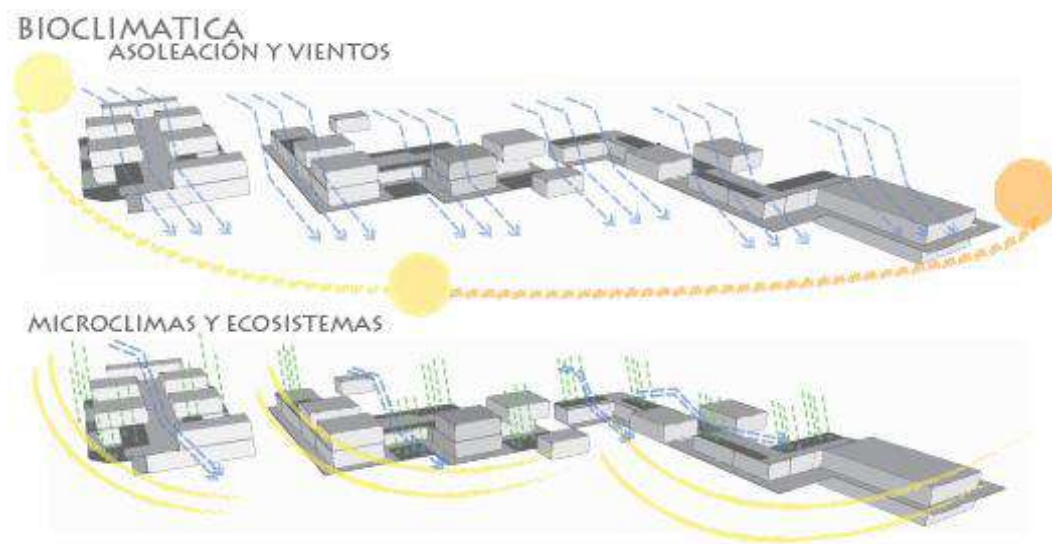 BIOCLIMATICA
ASOLEACIÓN Y VIENTOS
MICROCLIMAS Y ECOSISTEMAS